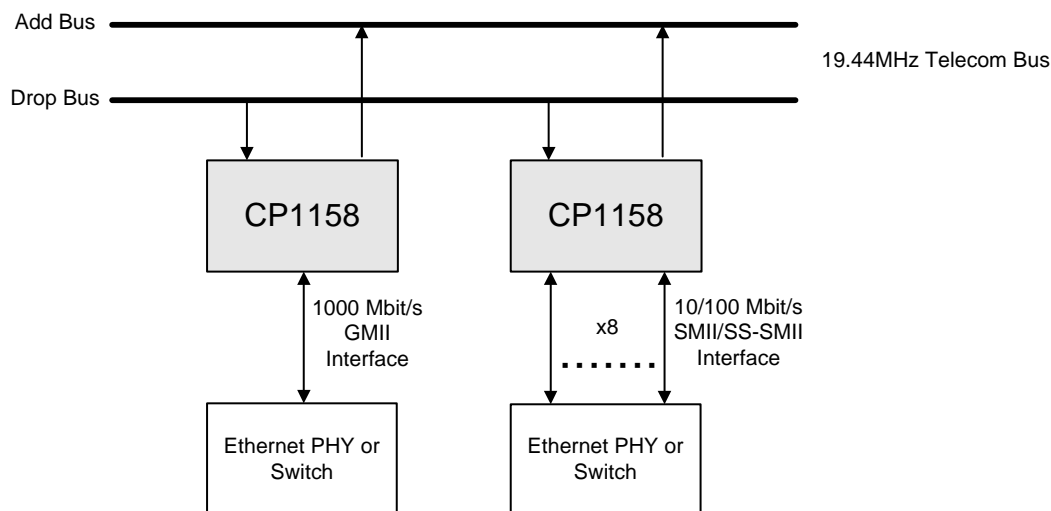 Add Bus
19.44MHz Telecom Bus
Drop Bus
CP1158
CP1158
1000 Mbit/s
GMII
Interface
x8
10/100 Mbit/s
SMII/SS-SMII
Interface
Ethernet PHY or
Switch
Ethernet PHY or
Switch